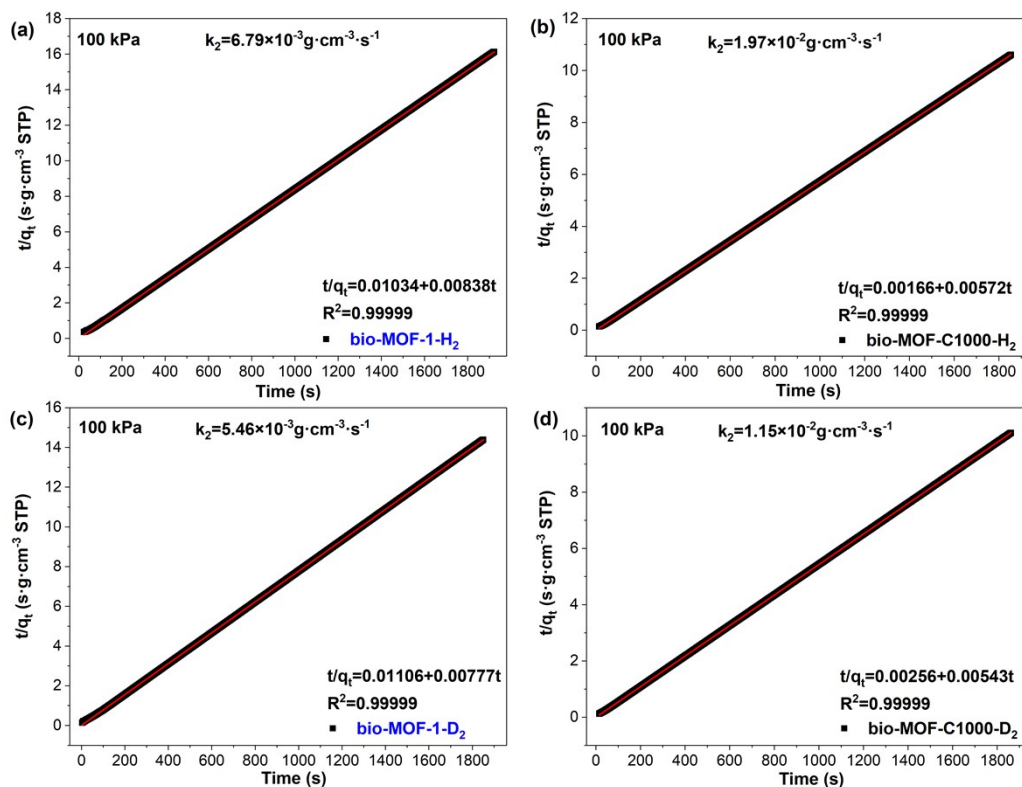 (a)
100 kPa
k₂=6.79×10⁻³g·cm⁻³·s⁻¹
t/qₜ (s·g·cm⁻³ STP)
16
14
12
10
8
6
4
2
0
t/qₜ=0.01034+0.00838t
R²=0.99999
bio-MOF-1-H₂
0 200 400 600 800 1000 1200 1400 1600 1800
Time (s)
(b)
100 kPa
k₂=1.97×10⁻²g·cm⁻³·s⁻¹
t/qₜ (s·g·cm⁻³ STP)
12
10
8
6
4
2
0
t/qₜ=0.00166+0.00572t
R²=0.99999
bio-MOF-C1000-H₂
0 200 400 600 800 1000 1200 1400 1600 1800
Time (s)
(c)
100 kPa
k₂=5.46×10⁻³g·cm⁻³·s⁻¹
t/qₜ (s·g·cm⁻³ STP)
16
14
12
10
8
6
4
2
0
t/qₜ=0.01106+0.00777t
R²=0.99999
bio-MOF-1-D₂
0 200 400 600 800 1000 1200 1400 1600 1800
Time (s)
(d)
100 kPa
k₂=1.15×10⁻²g·cm⁻³·s⁻¹
t/qₜ (s·g·cm⁻³ STP)
10
8
6
4
2
0
t/qₜ=0.00256+0.00543t
R²=0.99999
bio-MOF-C1000-D₂
0 200 400 600 800 1000 1200 1400 1600 1800
Time (s)